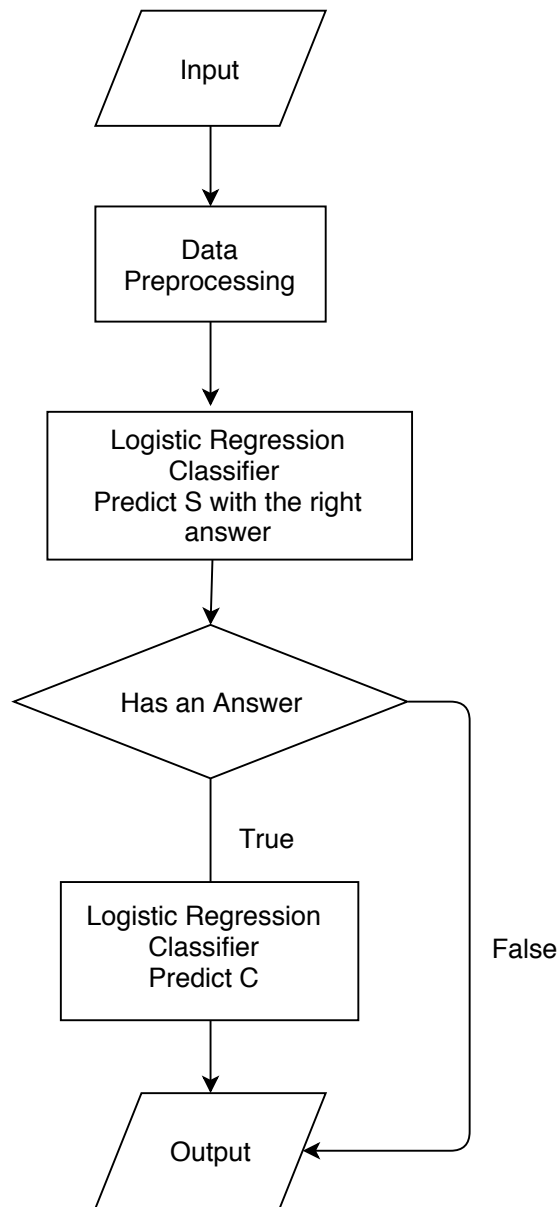 Input
Data
Preprocessing
Logistic Regression
Classifier
Predict S with the right
answer
Has an Answer
True
Logistic Regression
Classifier
Predict C
False
Output